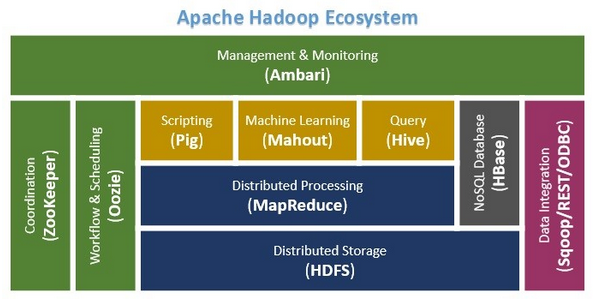 Apache Hadoop Ecosystem
Management & Monitoring
(Ambari)
Coordination
(ZooKeeper)
Workflow & Scheduling
(Oozie)
Scripting
(Pig)
Machine Learning
(Mahout)
Query
(Hive)
Distributed Processing
(MapReduce)
NoSQL Database
(HBase)
Distributed Storage
(HDFS)
Data Integration
(Sqoop/REST/ODBC)